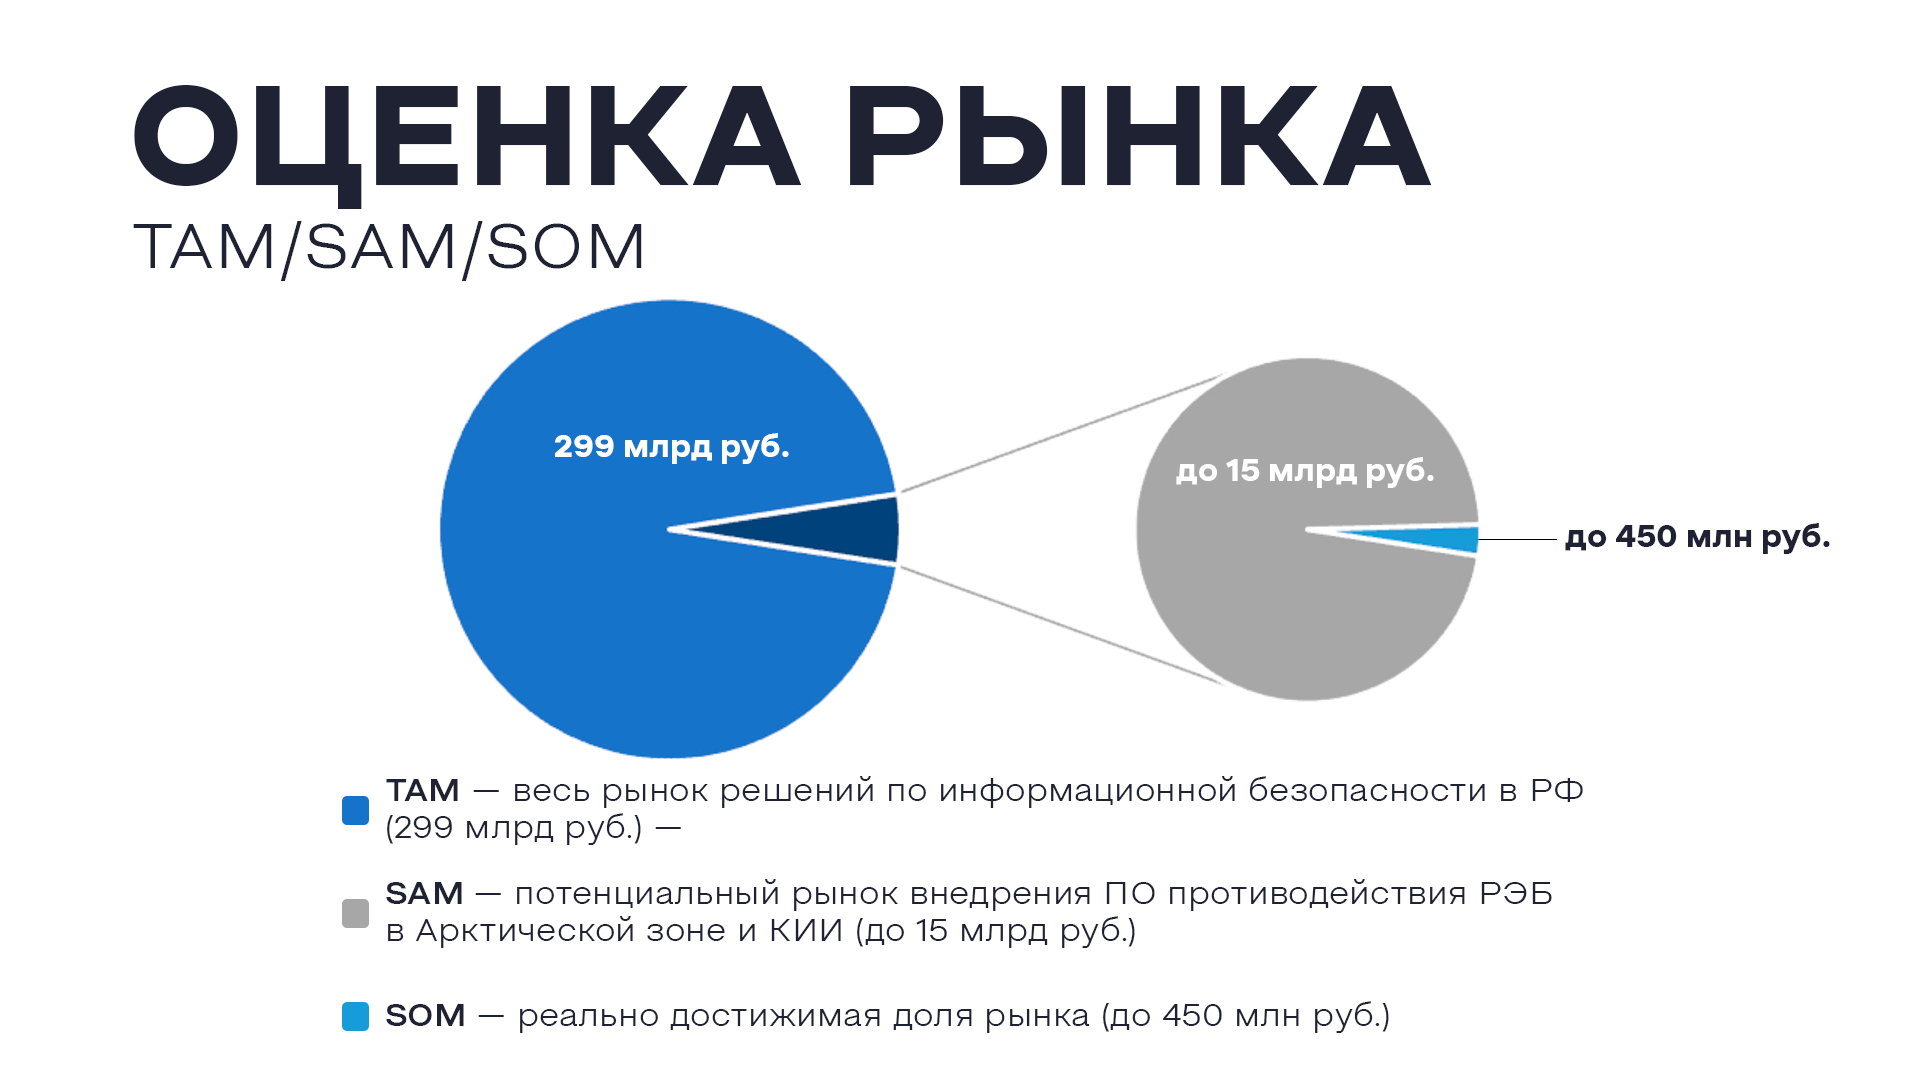 ОЦЕНКА РЫНКА
TAM/SAM/SOM
299 млрд руб.
до 15 млрд руб.
до 450 млн руб.
TAM — весь рынок решений по информационной безопасности в РФ
(299 млрд руб.) —
SAM — потенциальный рынок внедрения ПО противодействия РЭБ
в Арктической зоне и КИИ (до 15 млрд руб.)
SOM — реально достижимая доля рынка (до 450 млн руб.)